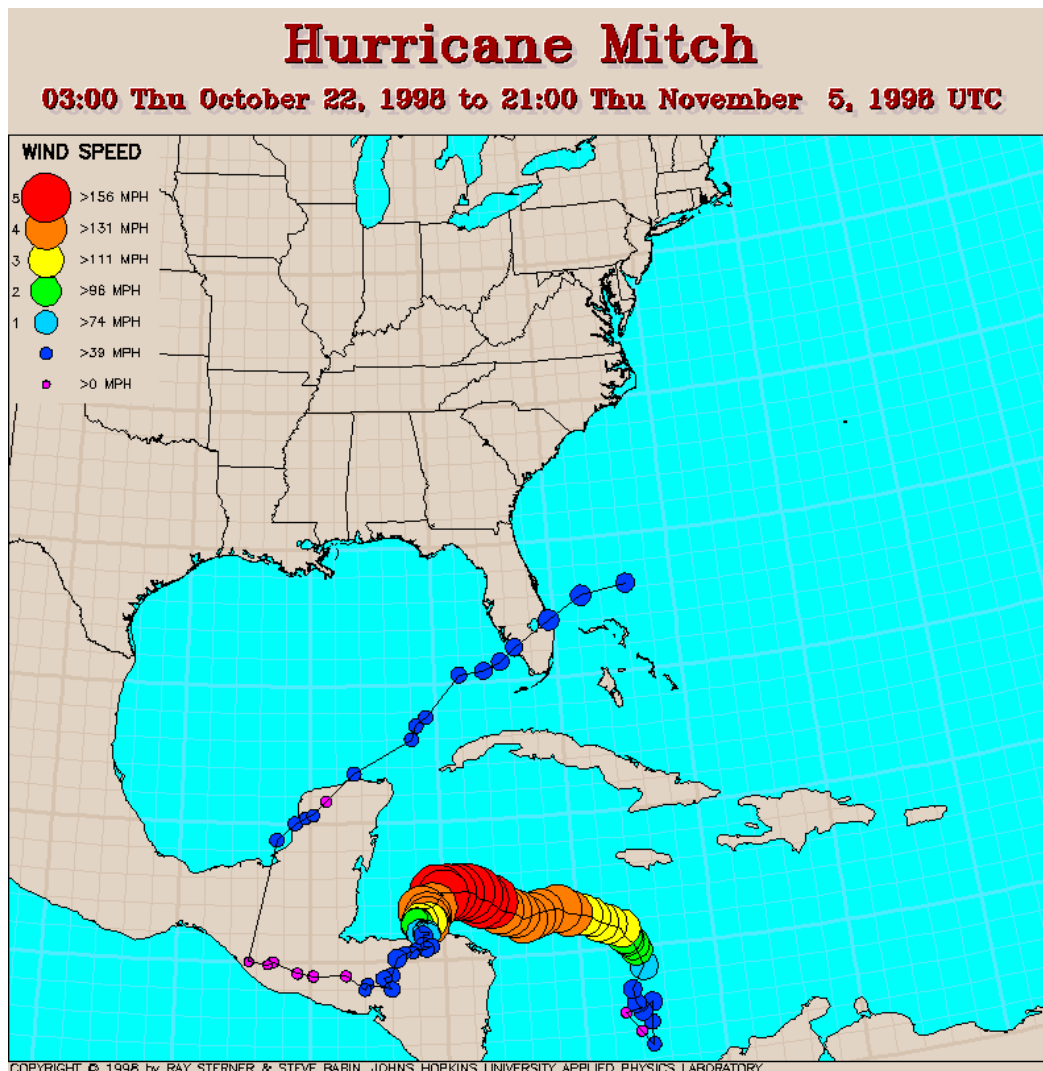 Hurricane Mitch
03:00 Thu October 22, 1998 to 21:00 Thu November 5, 1998 UTC
WIND SPEED
5 >156 MPH
4 >131 MPH
3 >111 MPH
2 >96 MPH
1 >74 MPH
>39 MPH
>0 MPH
COPYRIGHT © 1998 by RAY STERNER & STEVE BABIN, JOHNS HOPKINS UNIVERSITY APPLIED PHYSICS LABORATORY